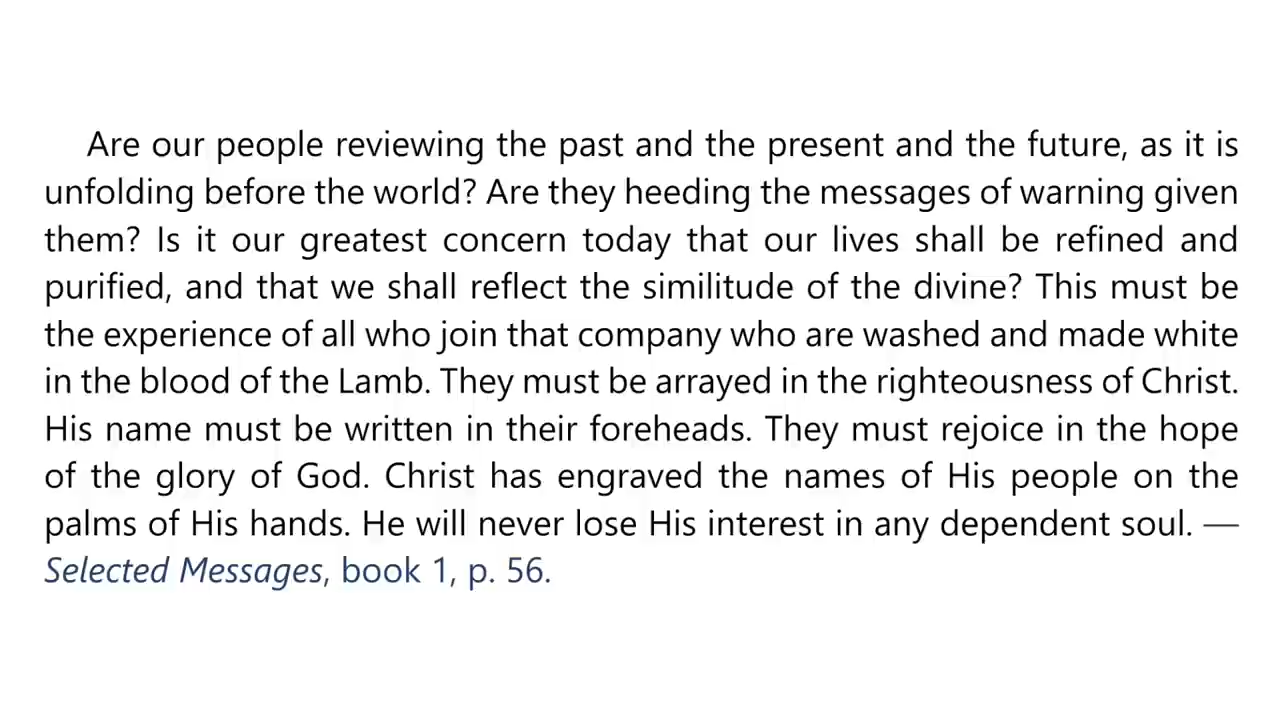 Are our people reviewing the past and the present and the future, as it is
unfolding before the world? Are they heeding the messages of warning given
them? Is it our greatest concern today that our lives shall be refined and
purified, and that we shall reflect the similitude of the divine? This must be
the experience of all who join that company who are washed and made white
in the blood of the Lamb. They must be arrayed in the righteousness of Christ.
His name must be written in their foreheads. They must rejoice in the hope
of the glory of God. Christ has engraved the names of His people on the
palms of His hands. He will never lose His interest in any dependent soul. —
Selected Messages, book 1, p. 56.